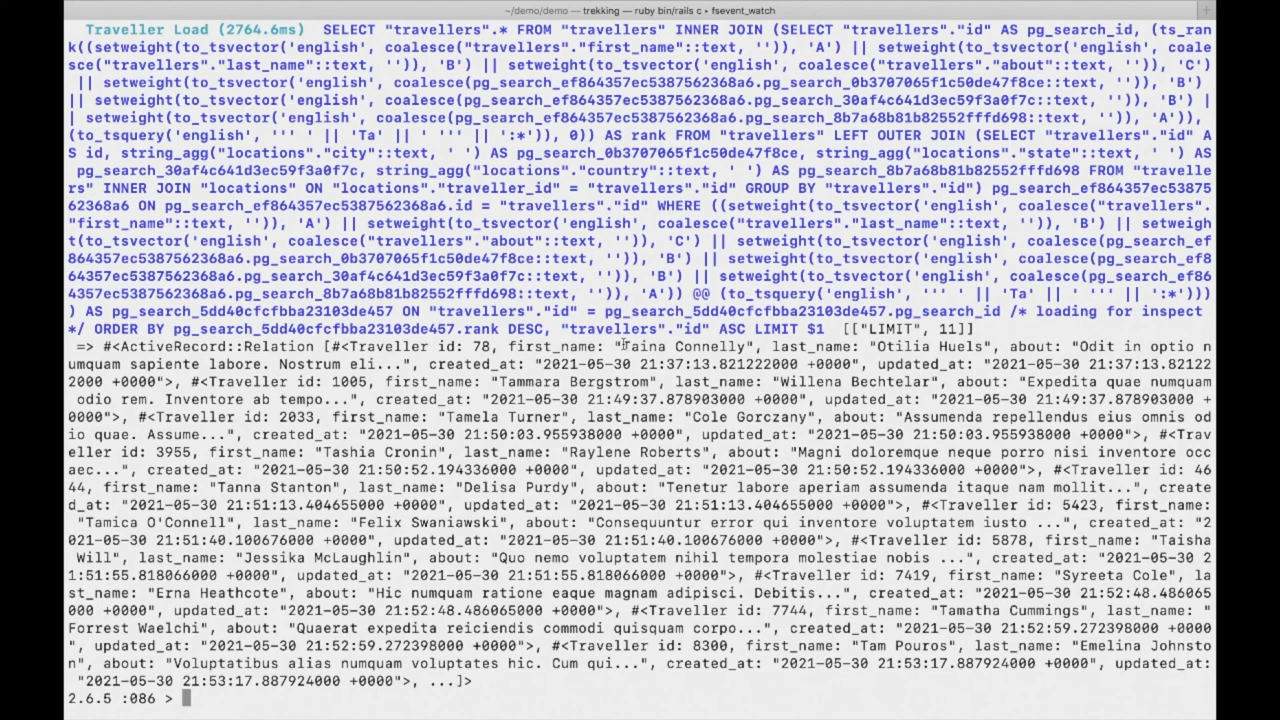 ~/demo/demo — trekking — ruby bin/rails c • fsevent_watch
Traveller Load (2764.6ms)  SELECT "travellers".* FROM "travellers" INNER JOIN (SELECT "travellers"."id" AS pg_search_id, (ts_ran
k((setweight(to_tsvector('english', coalesce("travellers"."first_name"::text, '')), 'A') || setweight(to_tsvector('english', coale
sce("travellers"."last_name"::text, '')), 'B') || setweight(to_tsvector('english', coalesce("travellers"."about"::text, '')), 'C')
|| setweight(to_tsvector('english', coalesce(pg_search_ef864357ec5387562368a6.pg_search_0b3707065f1c50de47f8ce::text, '')), 'B')
|| setweight(to_tsvector('english', coalesce(pg_search_ef864357ec5387562368a6.pg_search_30af4c641d3ec59f3a0f7c::text, '')), 'B') |
| setweight(to_tsvector('english', coalesce(pg_search_ef864357ec5387562368a6.pg_search_8b7a68b81b82552fffd698::text, '')), 'A')),
(to_tsquery('english', ''' ' || 'Ta' || ' ''' || ':*')), 0)) AS rank FROM "travellers" LEFT OUTER JOIN (SELECT "travellers"."id" A
S id, string_agg("locations"."city"::text, ' ') AS pg_search_0b3707065f1c50de47f8ce, string_agg("locations"."state"::text, ' ') AS
pg_search_30af4c641d3ec59f3a0f7c, string_agg("locations"."country"::text, ' ') AS pg_search_8b7a68b81b82552fffd698 FROM "travelle
rs" INNER JOIN "locations" ON "locations"."traveller_id" = "travellers"."id" GROUP BY "travellers"."id") pg_search_ef864357ec53875
62368a6 ON pg_search_ef864357ec5387562368a6.id = "travellers"."id" WHERE ((setweight(to_tsvector('english', coalesce("travellers".
"first_name"::text, '')), 'A') || setweight(to_tsvector('english', coalesce("travellers"."last_name"::text, '')), 'B') || setweigh
t(to_tsvector('english', coalesce("travellers"."about"::text, '')), 'C') || setweight(to_tsvector('english', coalesce(pg_search_ef
864357ec5387562368a6.pg_search_0b3707065f1c50de47f8ce::text, '')), 'B') || setweight(to_tsvector('english', coalesce(pg_search_ef8
64357ec5387562368a6.pg_search_30af4c641d3ec59f3a0f7c::text, '')), 'B') || setweight(to_tsvector('english', coalesce(pg_search_ef86
4357ec5387562368a6.pg_search_8b7a68b81b82552fffd698::text, '')), 'A')) @@ (to_tsquery('english', ''' ' || 'Ta' || ' ''' || ':*')))
) AS pg_search_5dd40cfcfbba23103de457 ON "travellers"."id" = pg_search_5dd40cfcfbba23103de457.pg_search_id /* loading for inspect
*/ ORDER BY pg_search_5dd40cfcfbba23103de457.rank DESC, "travellers"."id" ASC LIMIT $1  [["LIMIT", 11]]
=> #<ActiveRecord::Relation [#<Traveller id: 78, first_name: "Taina Connelly", last_name: "Otilia Huels", about: "Odit in optio n
umquam sapiente labore. Nostrum eli...", created_at: "2021-05-30 21:37:13.821222000 +0000", updated_at: "2021-05-30 21:37:13.82122
2000 +0000">, #<Traveller id: 1005, first_name: "Tammara Bergstrom", last_name: "Willena Bechtelar", about: "Expedita quae numquam
odio rem. Inventore ab tempo...", created_at: "2021-05-30 21:49:37.878903000 +0000", updated_at: "2021-05-30 21:49:37.878903000 +
0000">, #<Traveller id: 2033, first_name: "Tamela Turner", last_name: "Cole Gorczany", about: "Assumenda repellendus eius omnis od
io quae. Assume...", created_at: "2021-05-30 21:50:03.955938000 +0000", updated_at: "2021-05-30 21:50:03.955938000 +0000">, #<Trav
eller id: 3955, first_name: "Tashia Cronin", last_name: "Raylene Roberts", about: "Magni doloremque neque porro nisi inventore occ
aec...", created_at: "2021-05-30 21:50:52.194336000 +0000", updated_at: "2021-05-30 21:50:52.194336000 +0000">, #<Traveller id: 46
44, first_name: "Tanna Stanton", last_name: "Delisa Purdy", about: "Tenetur labore aperiam assumenda itaque nam mollit...", create
d_at: "2021-05-30 21:51:13.404655000 +0000", updated_at: "2021-05-30 21:51:13.404655000 +0000">, #<Traveller id: 5423, first_name:
"Tamica O'Connell", last_name: "Felix Swaniawski", about: "Consequuntur error qui inventore voluptatem iusto ...", created_at: "2
021-05-30 21:51:40.100676000 +0000", updated_at: "2021-05-30 21:51:40.100676000 +0000">, #<Traveller id: 5878, first_name: "Taisha
Will", last_name: "Jessika McLaughlin", about: "Quo nemo voluptatem nihil tempora molestiae nobis ...", created_at: "2021-05-30 2
1:51:55.818066000 +0000", updated_at: "2021-05-30 21:51:55.818066000 +0000">, #<Traveller id: 7419, first_name: "Syreeta Cole", la
st_name: "Erna Heathcote", about: "Hic numquam ratione eaque magnam adipisci. Debitis...", created_at: "2021-05-30 21:52:48.486065
000 +0000", updated_at: "2021-05-30 21:52:48.486065000 +0000">, #<Traveller id: 7744, first_name: "Tamatha Cummings", last_name: "
Forrest Waelchi", about: "Quaerat expedita reiciendis commodi quisquam corpo...", created_at: "2021-05-30 21:52:59.272398000 +0000
", updated_at: "2021-05-30 21:52:59.272398000 +0000">, #<Traveller id: 8300, first_name: "Tam Pouros", last_name: "Emelina Johnsto
n", about: "Voluptatibus alias numquam voluptates hic. Cum qui...", created_at: "2021-05-30 21:53:17.887924000 +0000", updated_at:
"2021-05-30 21:53:17.887924000 +0000">, ...]>
2.6.5 :086 >